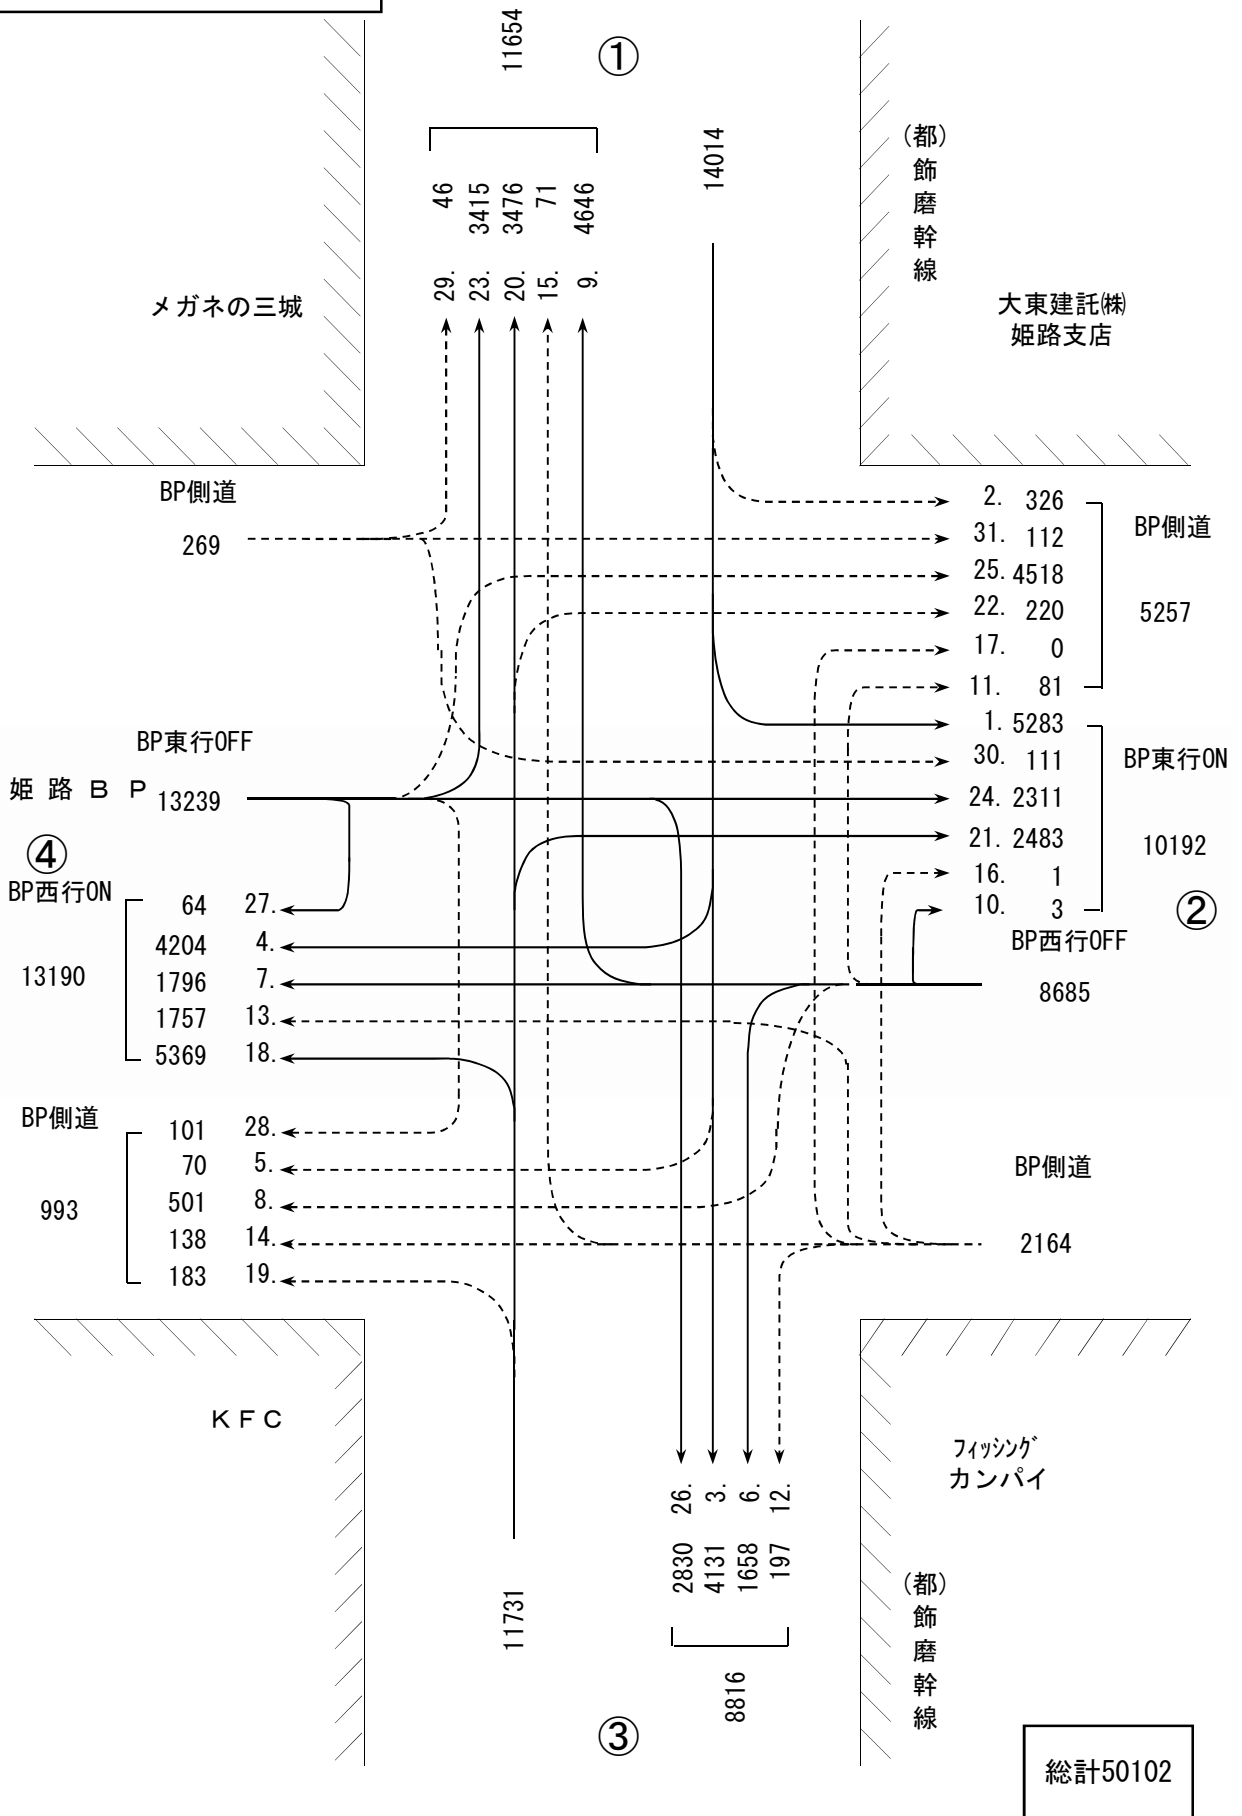 11654
①
14014
46
3415
3476
71
4646
29.
23.
20.
15.
9.
(都)
飾
磨
幹
線
メガネの三城
大東建託㈱
姫路支店
BP側道
269
2. 326
31. 112
25. 4518
22. 220
17. 0
11. 81
BP側道
5257
1. 5283
30. 111
24. 2311
21. 2483
16. 1
10. 3
BP東行ON
10192
②
BP東行OFF
姫路BP 13239
④
BP西行ON
13190
64 27.
4204 4.
1796 7.
1757 13.
5369 18.
BP西行OFF
8685
BP側道
993
101 28.
70 5.
501 8.
138 14.
183 19.
BP側道
2164
KFC
フィッシング
カンパイ
26.
3.
6.
12.
2830
4131
1658
197
11731
8816
③
(都)
飾
磨
幹
線
総計50102